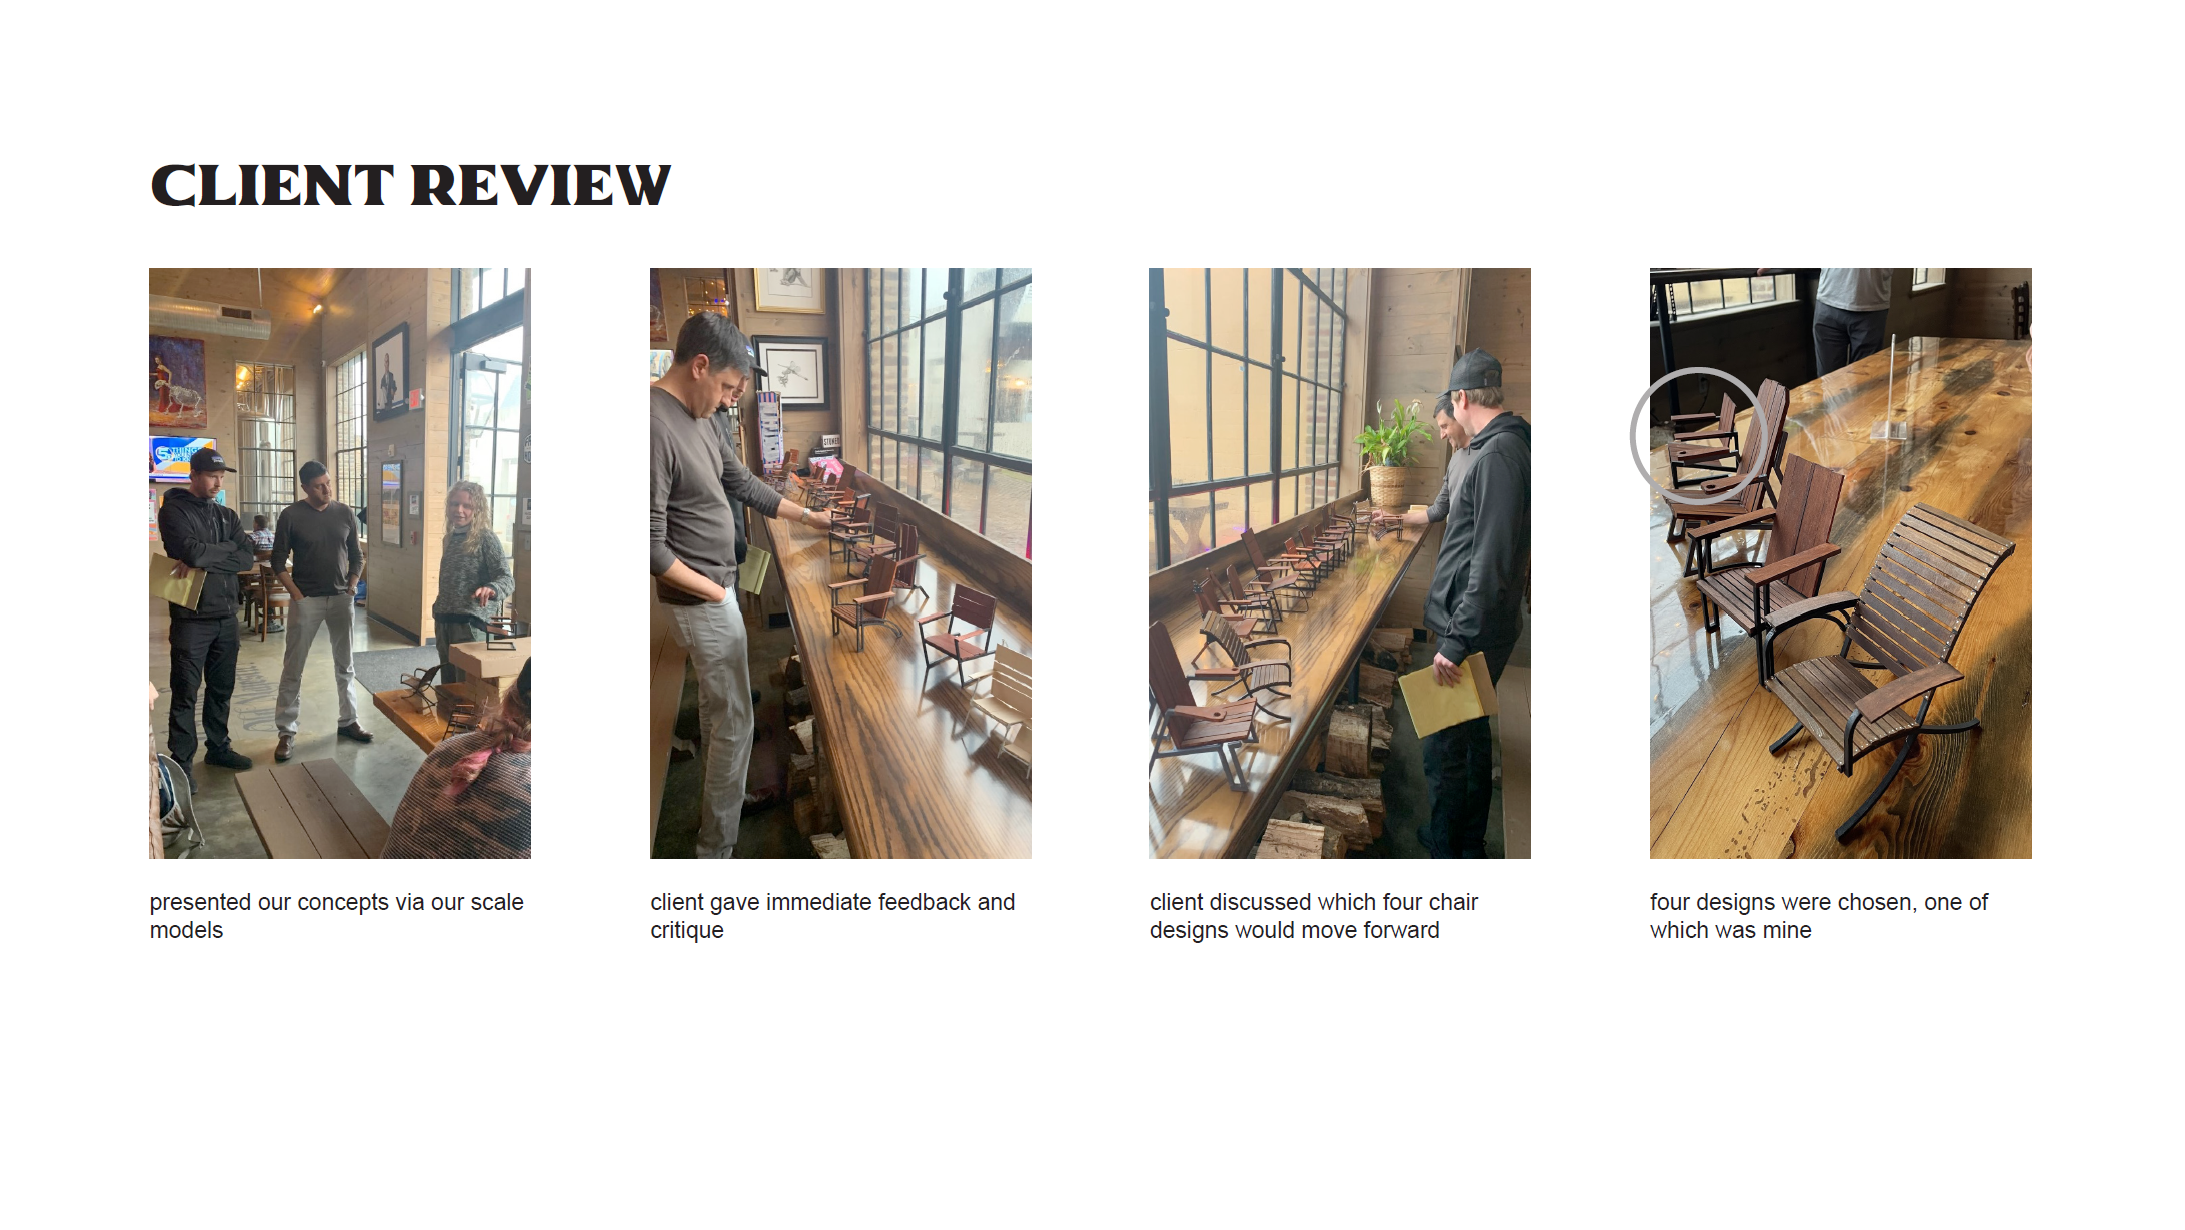 CLIENT REVIEW
presented our concepts via our scale
models
client gave immediate feedback and
critique
client discussed which four chair
designs would move forward
four designs were chosen, one of
which was mine